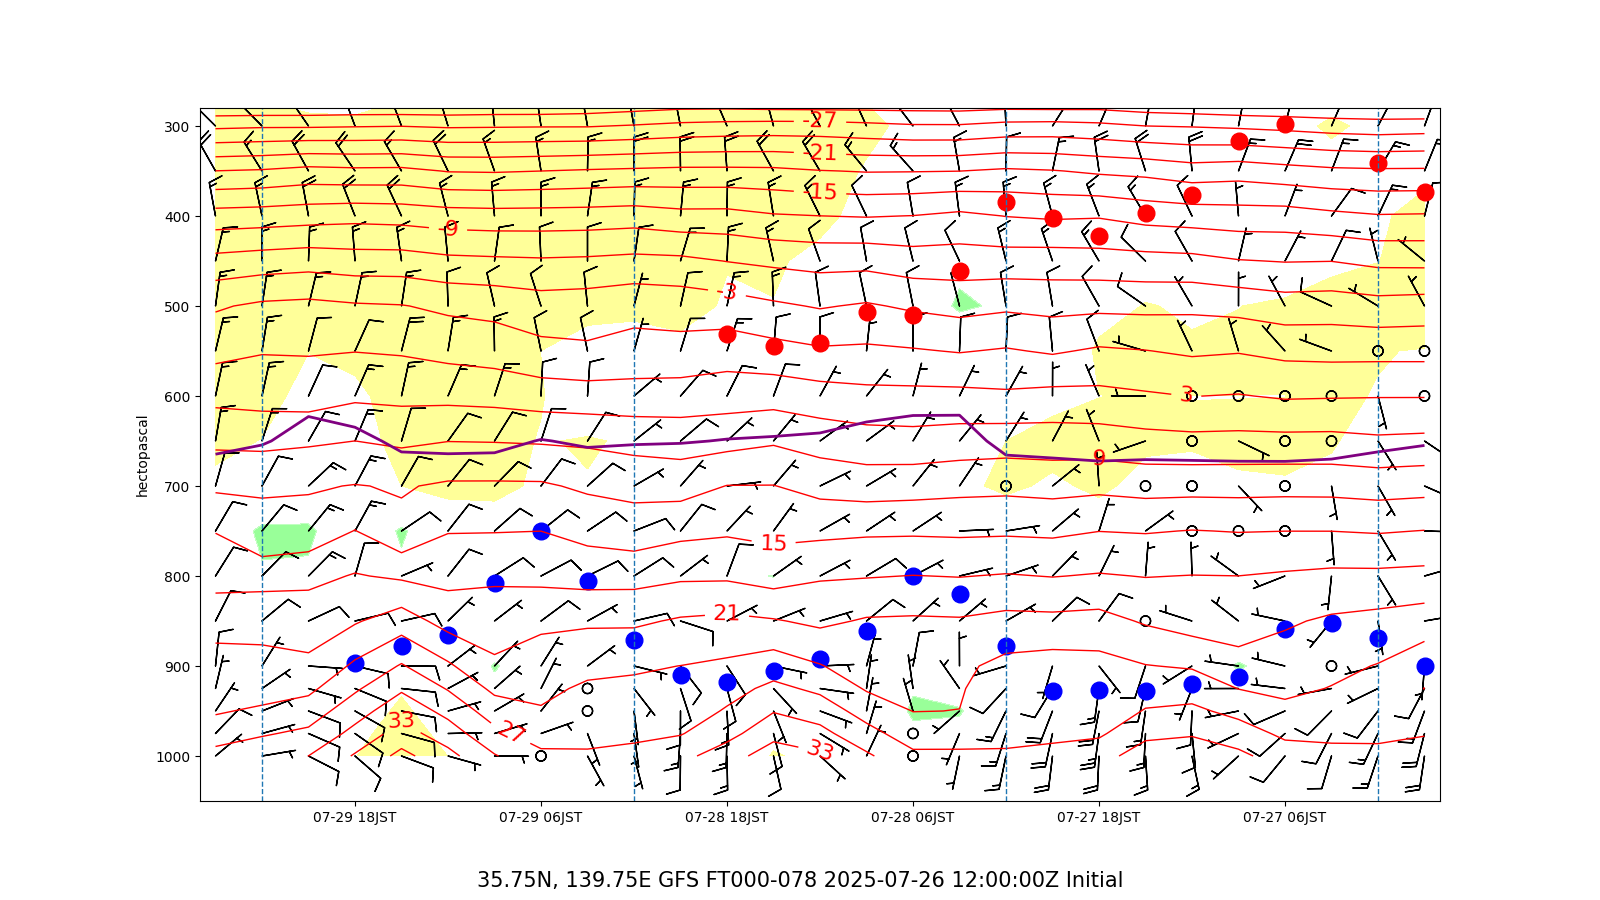 300
400
500
600
700
800
900
1000
hectopascal
-27
-21
-15
-9
-3
3
9
15
21
33
27
33
07-29 18JST
07-29 06JST
07-28 18JST
07-28 06JST
07-27 18JST
07-27 06JST
35.75N, 139.75E GFS FT000-078 2025-07-26 12:00:00Z Initial